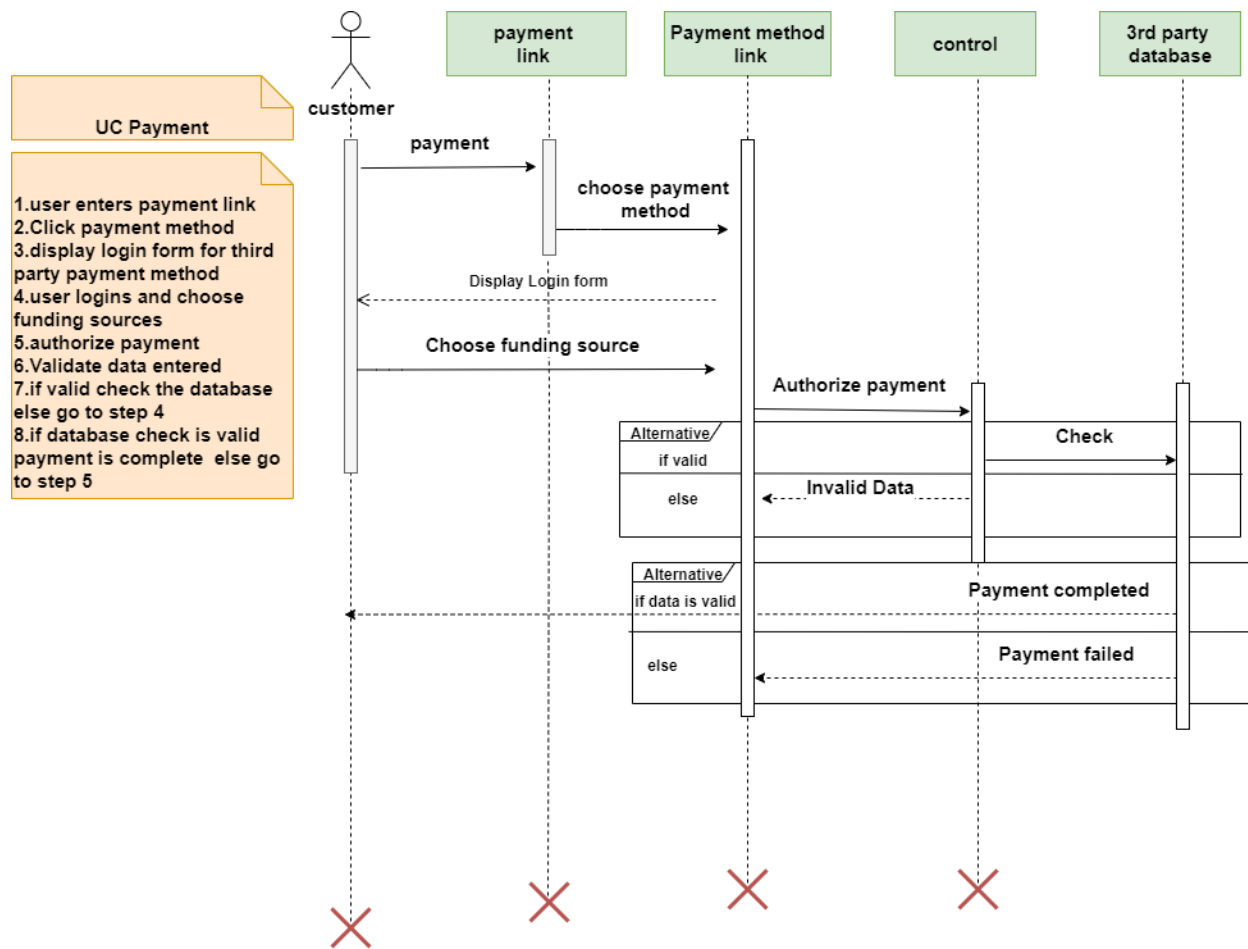 payment
link
Payment method
link
control
3rd party
database
customer
UC Payment
1.user enters payment link
2.Click payment method
3.display login form for third
party payment method
4.user logins and choose
funding sources
5.authorize payment
6.Validate data entered
7.if valid check the database
else go to step 4
8.if database check is valid
payment is complete  else go
to step 5
payment
choose payment
method
Display Login form
Choose funding source
Authorize payment
Alternative
if valid
Check
else
Invalid Data
Alternative
if data is valid
Payment completed
else
Payment failed